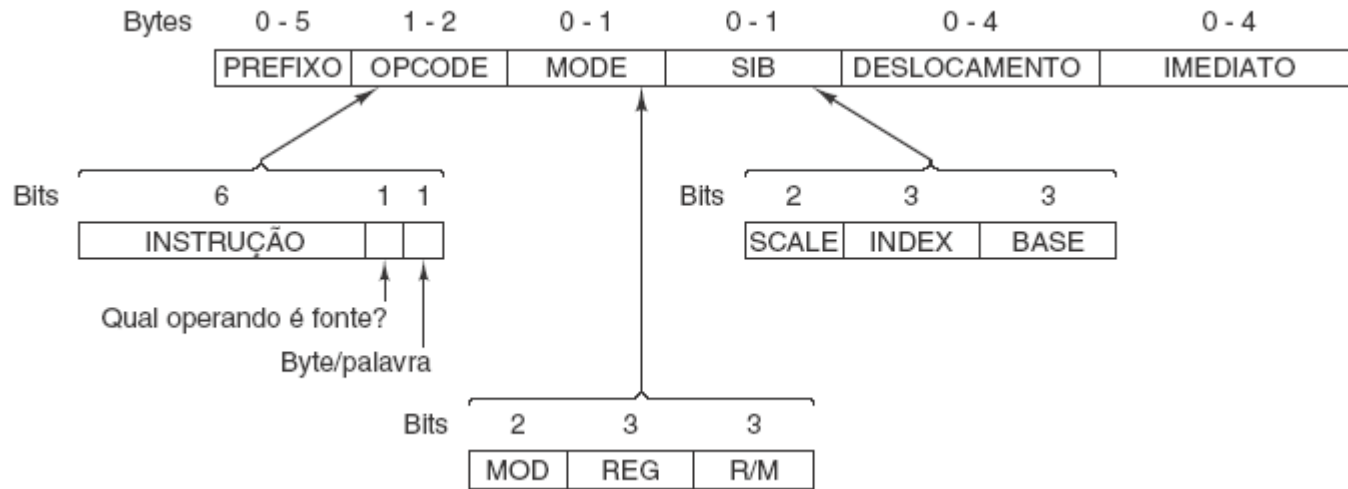 Bytes 0 - 5 1 - 2 0 - 1 0 - 1 0 - 4 0 - 4
PREFIXO OPCODE MODE SIB DESLOCAMENTO IMEDIATO
Bits 6 1 1
Bits 2 3 3
INSTRUÇÃO
SCALE INDEX BASE
Qual operando é fonte?
Byte/palavra
Bits 2 3 3
MOD REG R/M